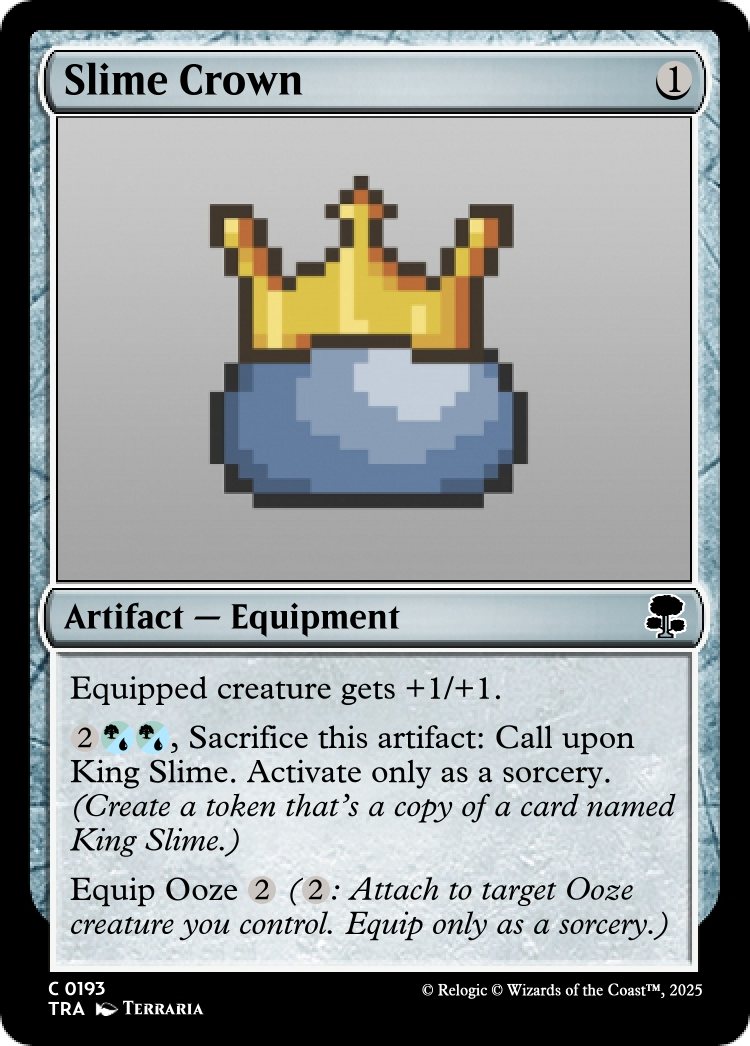 Slime Crown 1
Artifact — Equipment
Equipped creature gets +1/+1.
2, Sacrifice this artifact: Call upon
King Slime. Activate only as a sorcery.
(Create a token that's a copy of a card named
King Slime.)
Equip Ooze 2 (2: Attach to target Ooze
creature you control. Equip only as a sorcery.)
C 0193
© Relogic © Wizards of the Coast™, 2025
TRA Terraria